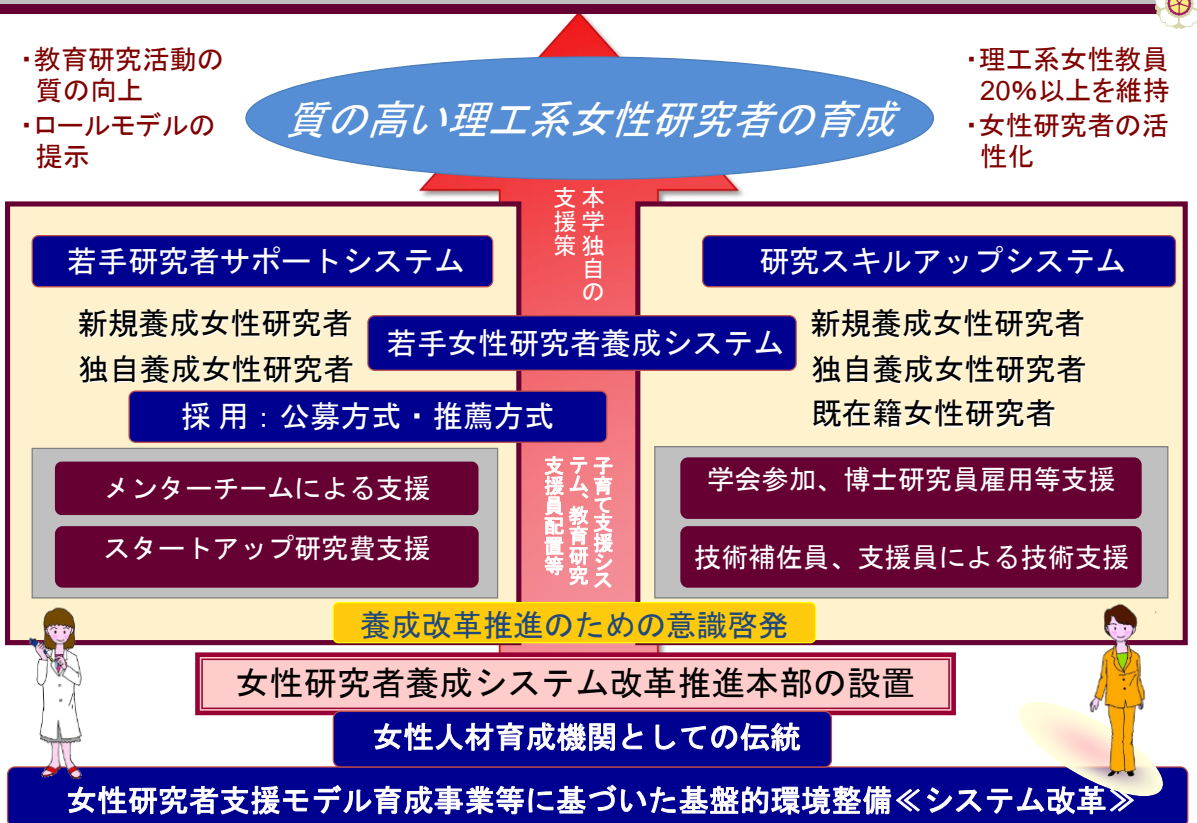 ・教育研究活動の
質の向上
・ロールモデルの
提示
質の高い理工系女性研究者の育成
・理工系女性教員
20%以上を維持
・女性研究者の活
性化
本学独自の
支援策
若手研究者サポートシステム
新規養成女性研究者
独自養成女性研究者
若手女性研究者養成システム
採 用：公募方式・推薦方式
メンターチームによる支援
スタートアップ研究費支援
子育て支援シス
テム、教育研究
支援員配置等
研究スキルアップシステム
新規養成女性研究者
独自養成女性研究者
既在籍女性研究者
学会参加、博士研究員雇用等支援
技術補佐員、支援員による技術支援
養成改革推進のための意識啓発
女性研究者養成システム改革推進本部の設置
女性人材育成機関としての伝統
女性研究者支援モデル育成事業等に基づいた基盤的環境整備≪システム改革≫